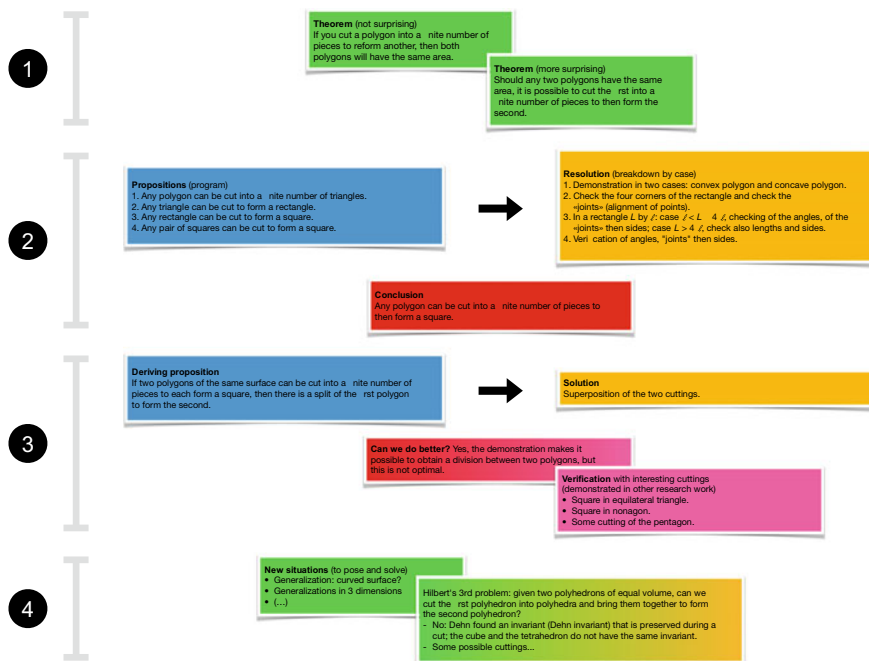 1
Theorem (not surprising)
If you cut a polygon into a nite number of
pieces to reform another, then both
polygons will have the same area.
Theorem (more surprising)
Should any two polygons have the same
area, it is possible to cut the rst into a
nite number of pieces to then form the
second.
2
Propositions (program)
1. Any polygon can be cut into a nite number of triangles.
2. Any triangle can be cut to form a rectangle.
3. Any rectangle can be cut to form a square.
4. Any pair of squares can be cut to form a square.
Resolution (breakdown by case)
1. Demonstration in two cases: convex polygon and concave polygon.
2. Check the four corners of the rectangle and check the
«joints» (alignment of points).
3. In a rectangle L by ℓ: case ℓ < L 4 ℓ, checking of the angles, of the
«joints» then sides; case L > 4 ℓ, check also lengths and sides.
4. Veri cation of angles, "joints" then sides.
Conclusion
Any polygon can be cut into a nite number of pieces to
then form a square.
3
Deriving proposition
If two polygons of the same surface can be cut into a nite number of
pieces to each form a square, then there is a split of the rst polygon
to form the second.
Solution
Superposition of the two cuttings.
Can we do better? Yes, the demonstration makes it
possible to obtain a division between two polygons, but
this is not optimal.
Verification with interesting cuttings
(demonstrated in other research work)
• Square in equilateral triangle.
• Square in nonagon.
• Some cutting of the pentagon.
4
New situations (to pose and solve)
• Generalization: curved surface?
• Generalizations in 3 dimensions
• (...)
Hilbert's 3rd problem: given two polyhedrons of equal volume, can we
cut the rst polyhedron into polyhedra and bring them together to form
the second polyhedron?
- No: Dehn found an invariant (Dehn invariant) that is preserved during a
cut; the cube and the tetrahedron do not have the same invariant.
- Some possible cuttings...